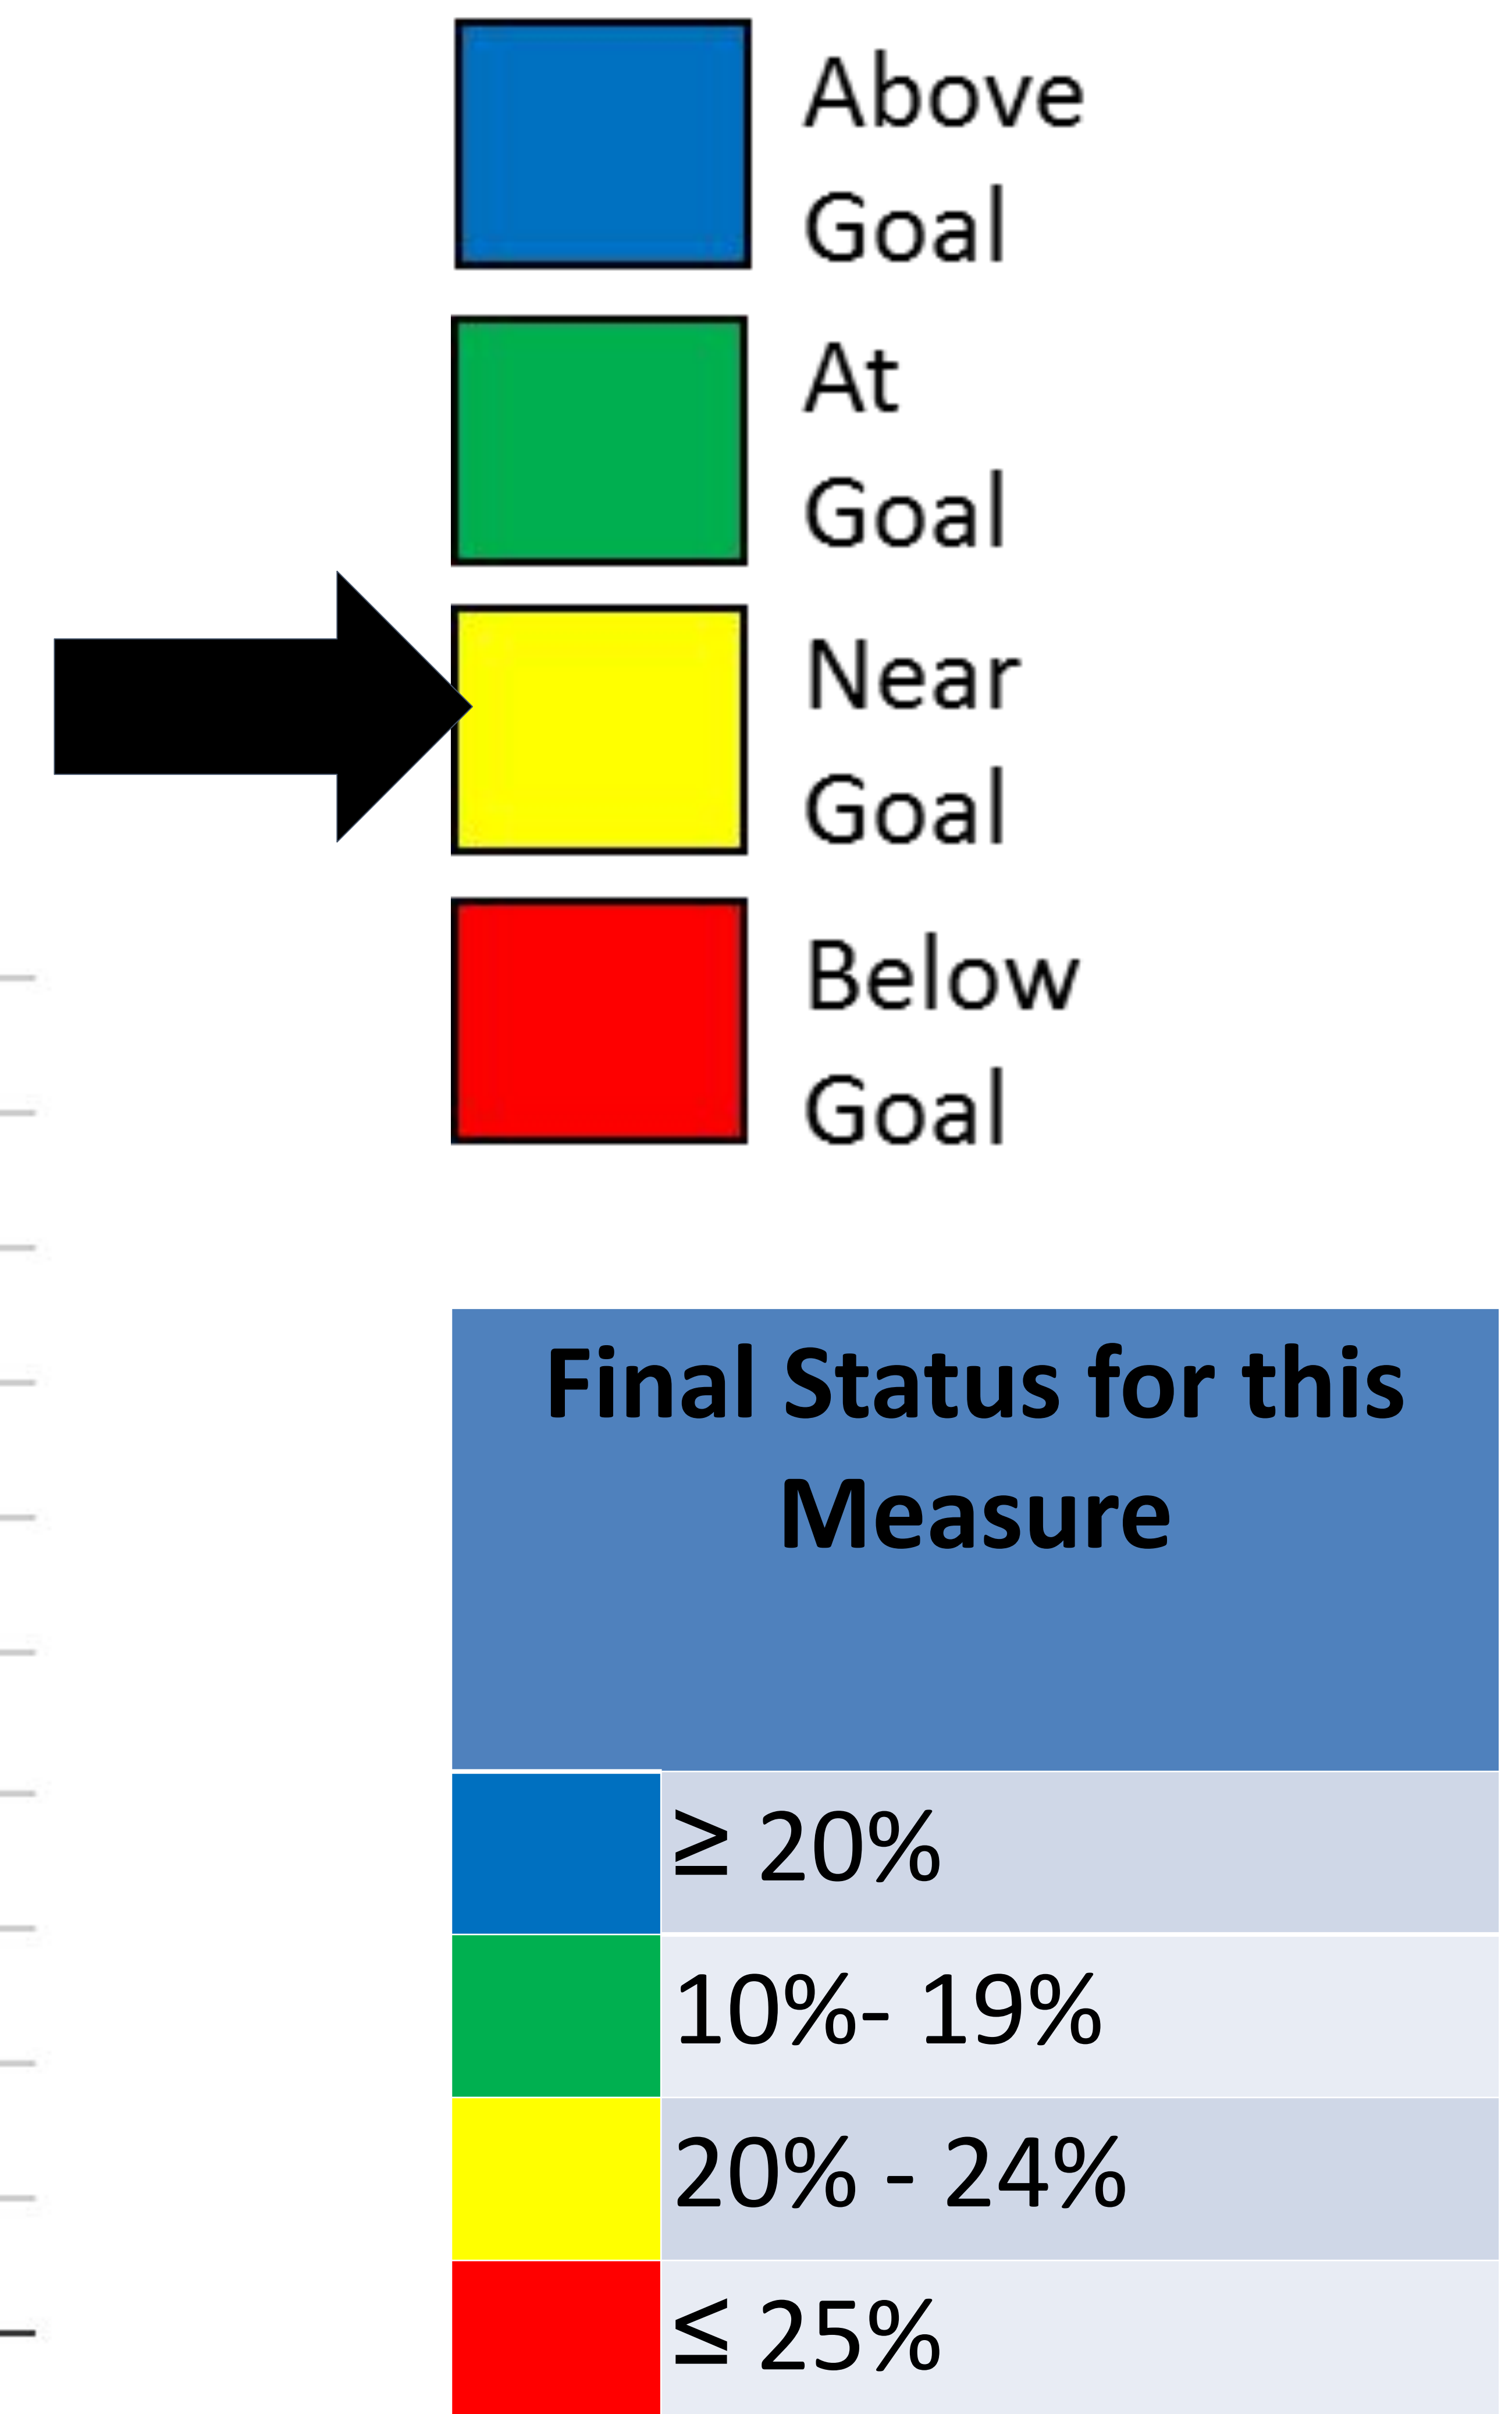 Above
Goal
At
Goal
Near
Goal
Below
Goal
Final Status for this
Measure
≥ 20%
10%- 19%
20% - 24%
≤ 25%